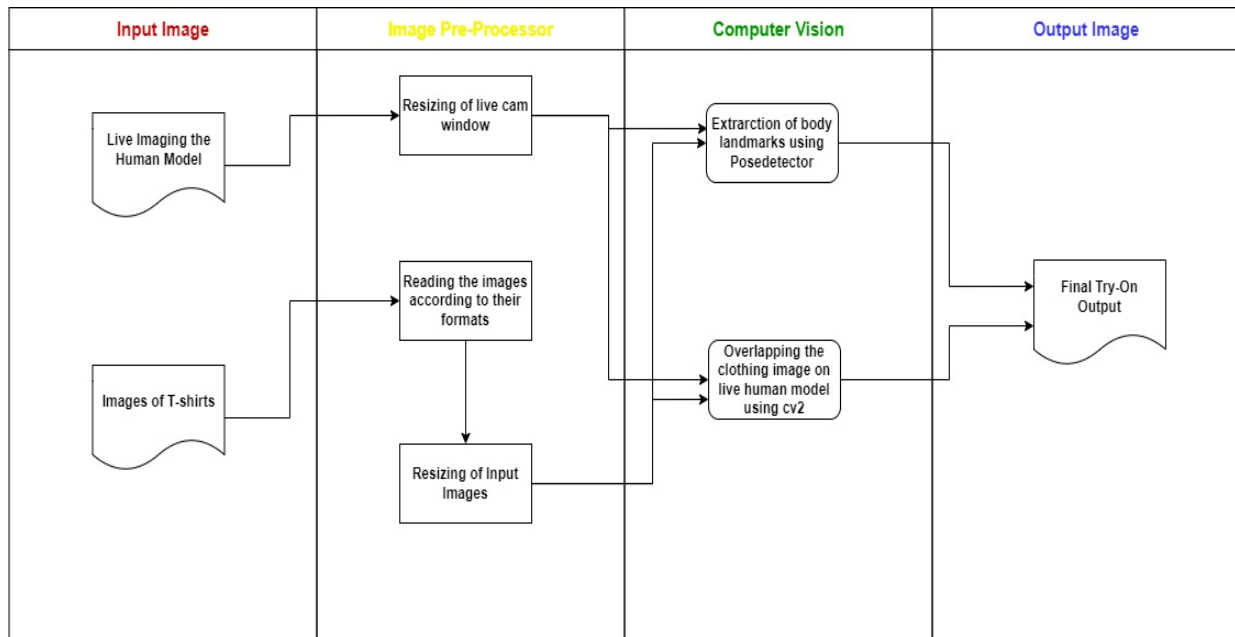 Input Image
Image Pre-Processor
Computer Vision
Output Image
Live Imaging the
Human Model
Resizing of live cam
window
Extrarction of body
landmarks using
Posedetector
Reading the images
according to their
formats
Final Try-On
Output
Images of T-shirts
Overlapping the
clothing image on
live human model
using cv2
Resizing of Input
Images